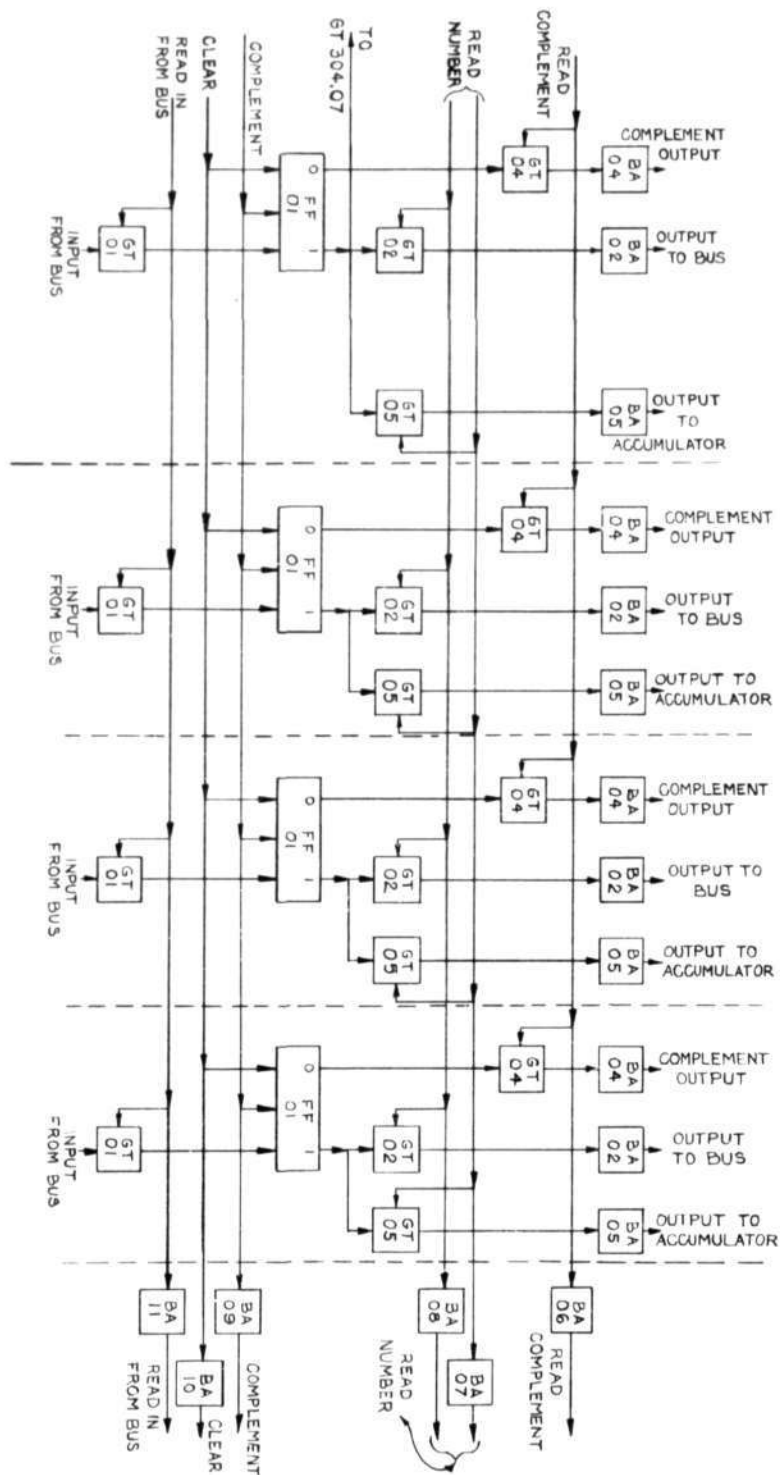 TO
GT 304.07
READ
NUMBER
READ
COMPLEMENT
COMPLEMENT
CLEAR
READ IN
FROM BUS
COMPLEMENT
OUTPUT
GT
04
BA
04
O FF 1
01
OUTPUT
TO BUS
GT
02
BA
02
GT
01
INPUT
FROM BUS
GT
05
BA
05
OUTPUT
TO
ACCUMULATOR
COMPLEMENT
OUTPUT
GT
04
BA
04
O FF 1
01
OUTPUT
TO BUS
GT
02
BA
02
GT
01
INPUT
FROM BUS
GT
05
BA
05
OUTPUT TO
ACCUMULATOR
COMPLEMENT
OUTPUT
GT
04
BA
04
O FF 1
01
OUTPUT TO
BUS
GT
02
BA
02
GT
01
INPUT
FROM BUS
GT
05
BA
05
OUTPUT TO
ACCUMULATOR
COMPLEMENT
OUTPUT
GT
04
BA
04
O FF 1
01
OUTPUT
TO BUS
GT
02
BA
02
GT
01
INPUT
FROM BUS
GT
05
BA
05
OUTPUT TO
ACCUMULATOR
BA
11
READ IN
FROM BUS
BA
10
CLEAR
BA
09
COMPLEMENT
BA
08
BA
07
READ
NUMBER
BA
06
READ
COMPLEMENT